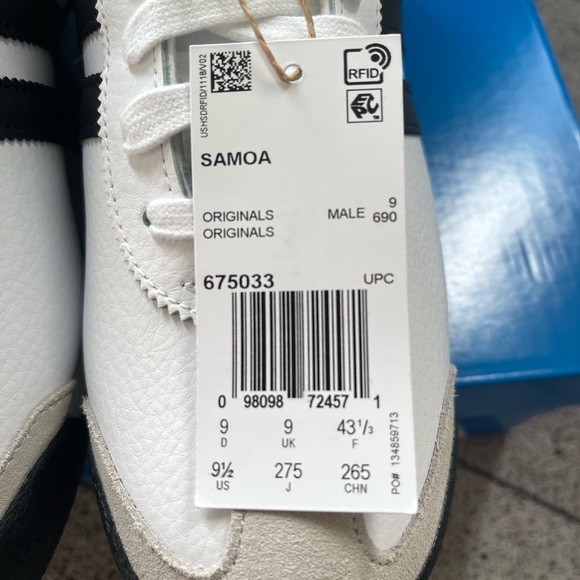 USHSDRFID/1118/V02
RFID
EPC
SAMOA
ORIGINALS MALE 9
ORIGINALS 690
675033 UPC
0 98098 72457 1
9 9 43 1/3
D UK F
9½ 275 265
US J CHN
PO# 134859713